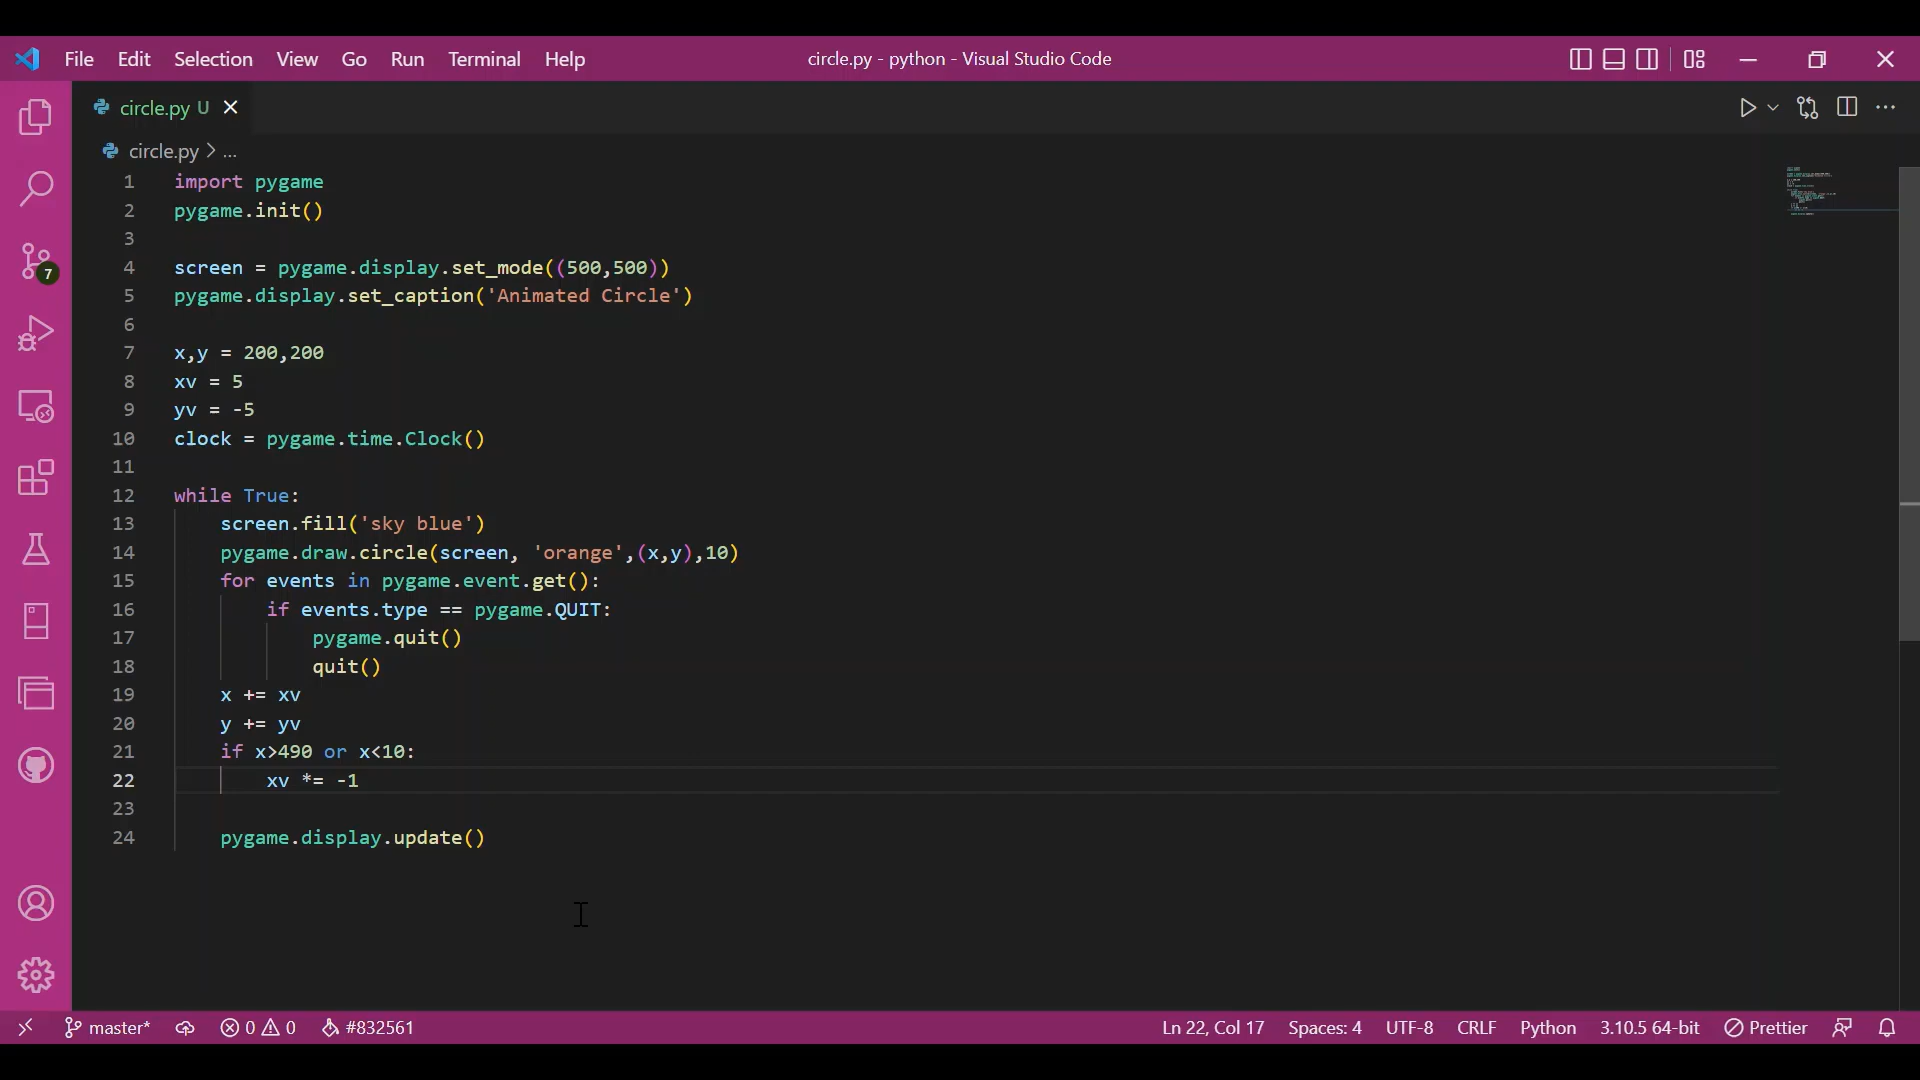 File Edit Selection View Go Run Terminal Help circle.py - python - Visual Studio Code
circle.py U
circle.py > ...
1 import pygame
2 pygame.init()
3
4 screen = pygame.display.set_mode((500,500))
5 pygame.display.set_caption('Animated Circle')
6
7 x,y = 200,200
8 xv = 5
9 yv = -5
10 clock = pygame.time.Clock()
11
12 while True:
13     screen.fill('sky blue')
14     pygame.draw.circle(screen, 'orange',(x,y),10)
15     for events in pygame.event.get():
16         if events.type == pygame.QUIT:
17             pygame.quit()
18             quit()
19     x += xv
20     y += yv
21     if x>490 or x<10:
22         xv *= -1
23
24     pygame.display.update()
7
master* 0 0 #832561 Ln 22, Col 17 Spaces: 4 UTF-8 CRLF Python 3.10.5 64-bit Prettier